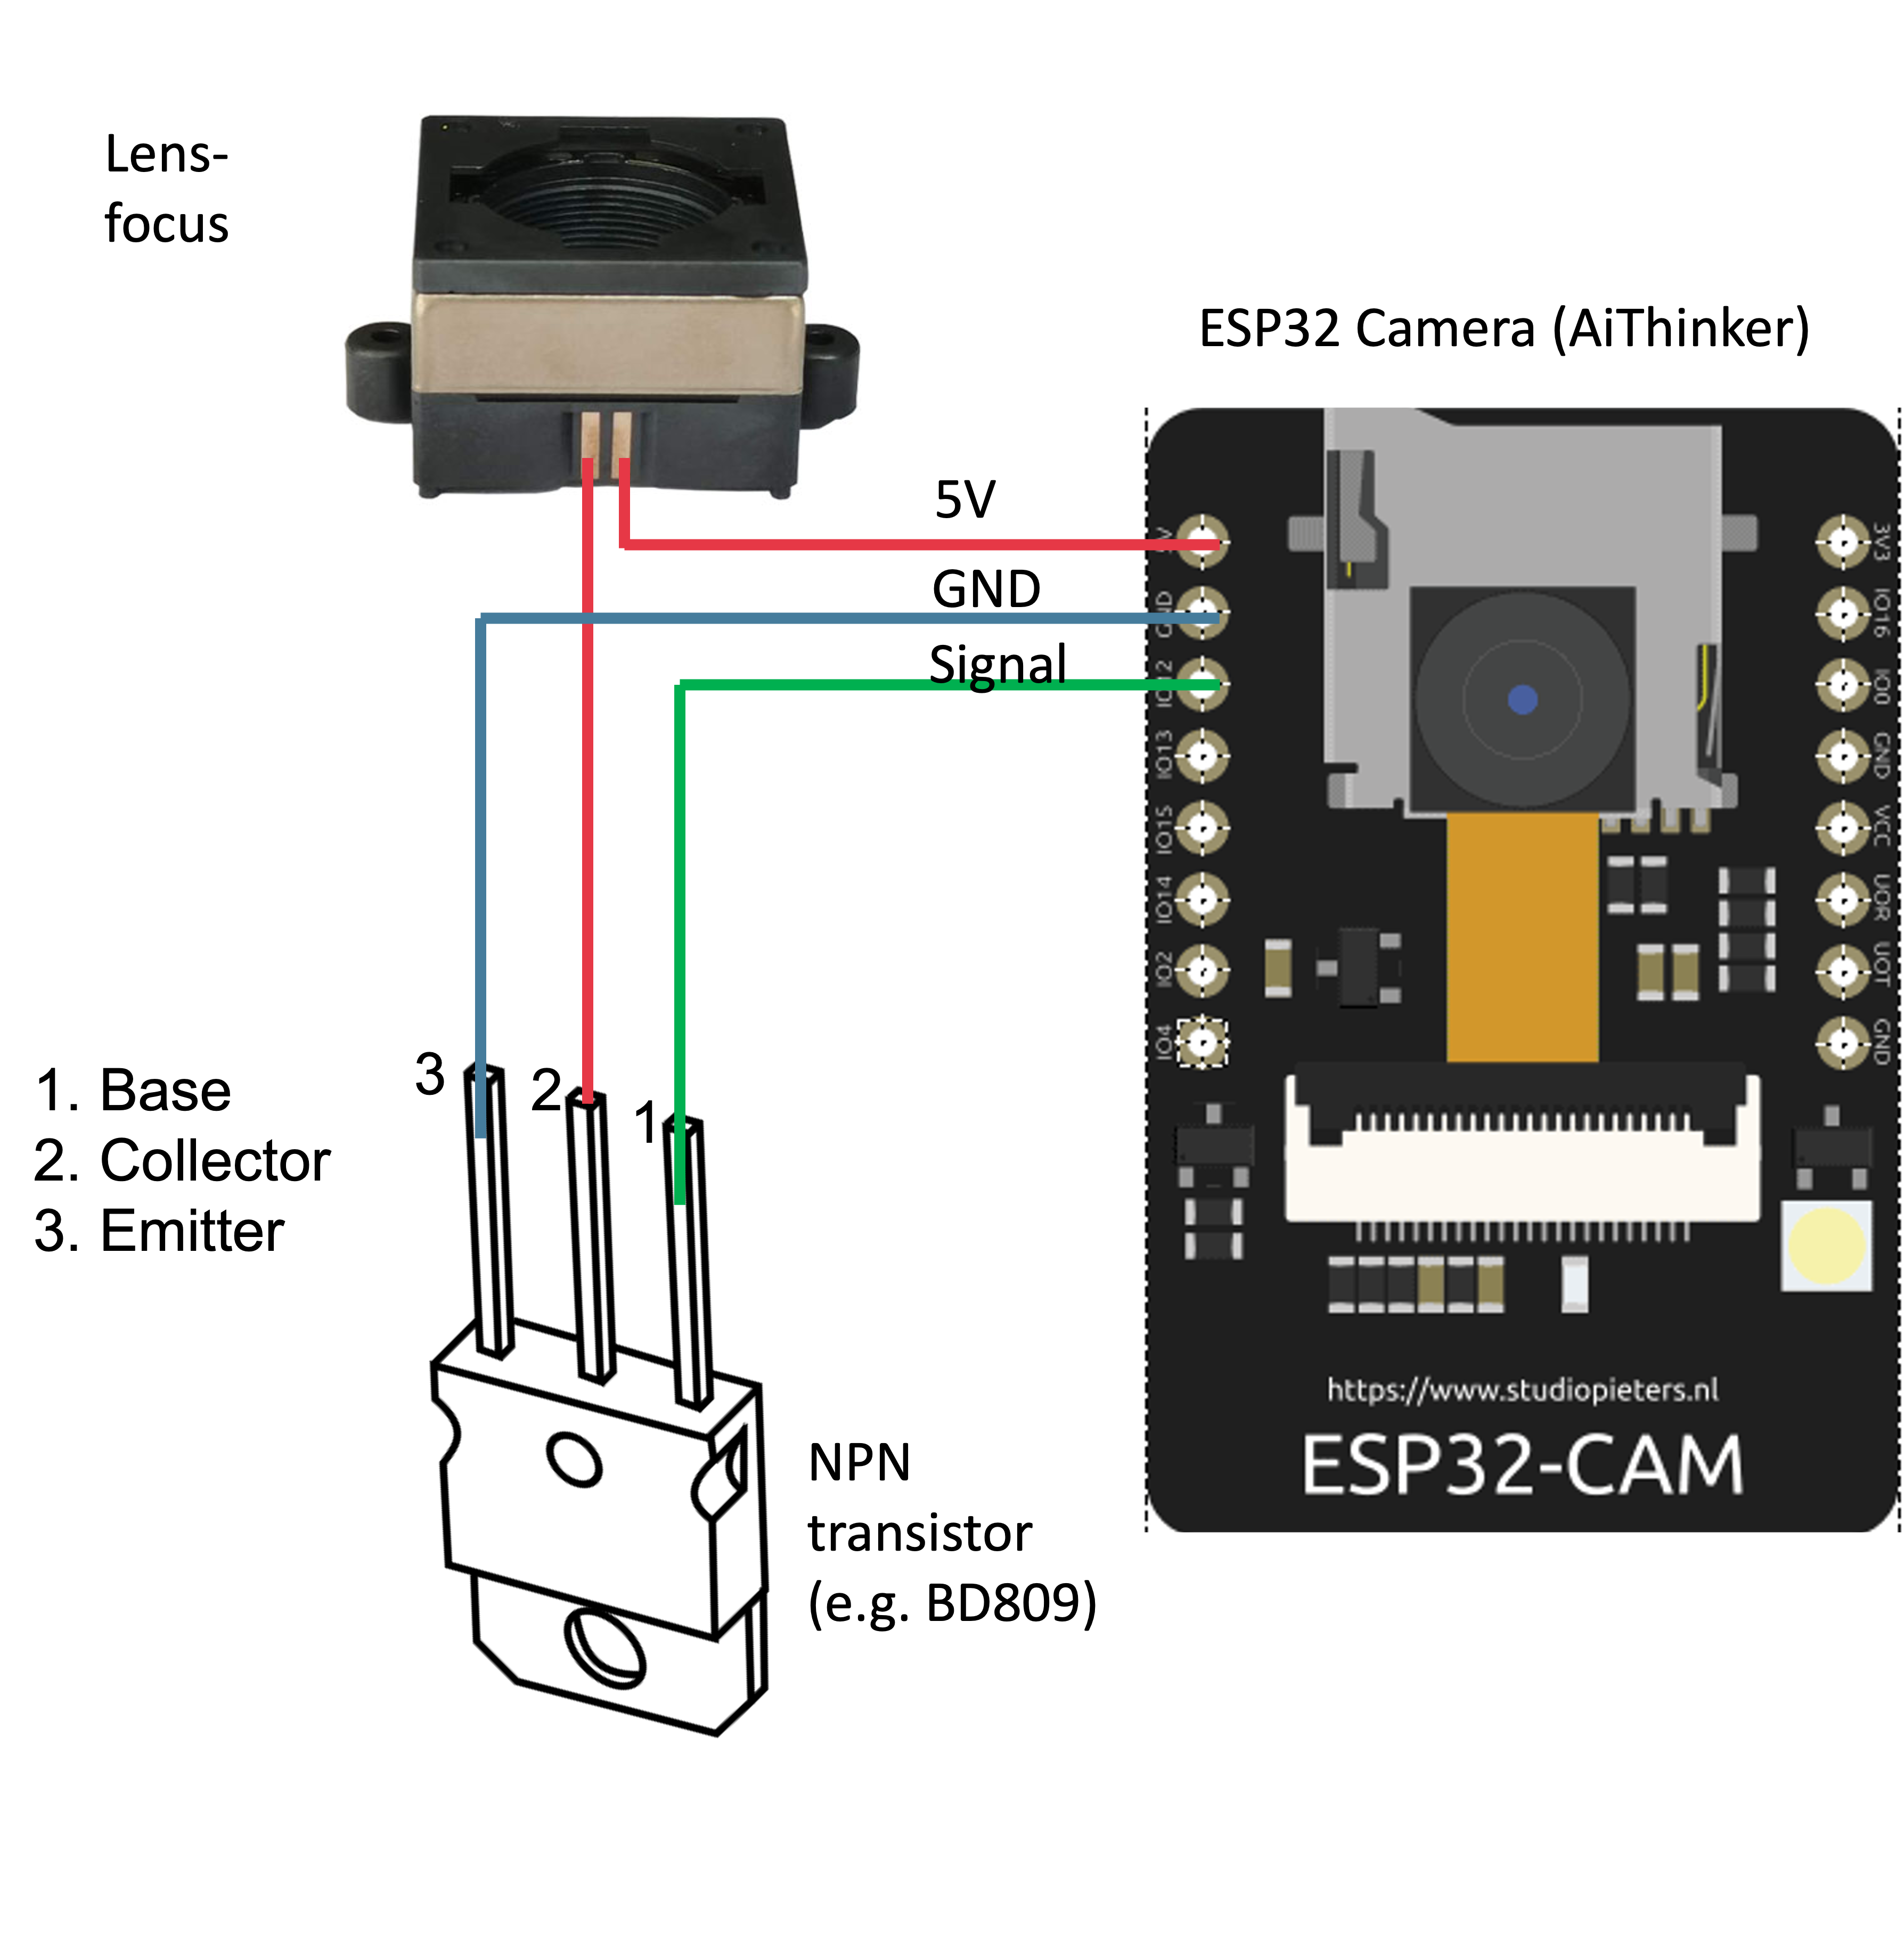 Lens-
focus
ESP32 Camera (AiThinker)
5V
GND
Signal
GND
IO12
IO13
IO15
IO14
IO2
IO4
3V3
IO16
IO0
GND
VCC
UOR
UOT
GND
3
2
1
1. Base
2. Collector
3. Emitter
NPN
transistor
(e.g. BD809)
https://www.studiopieters.nl
ESP32-CAM